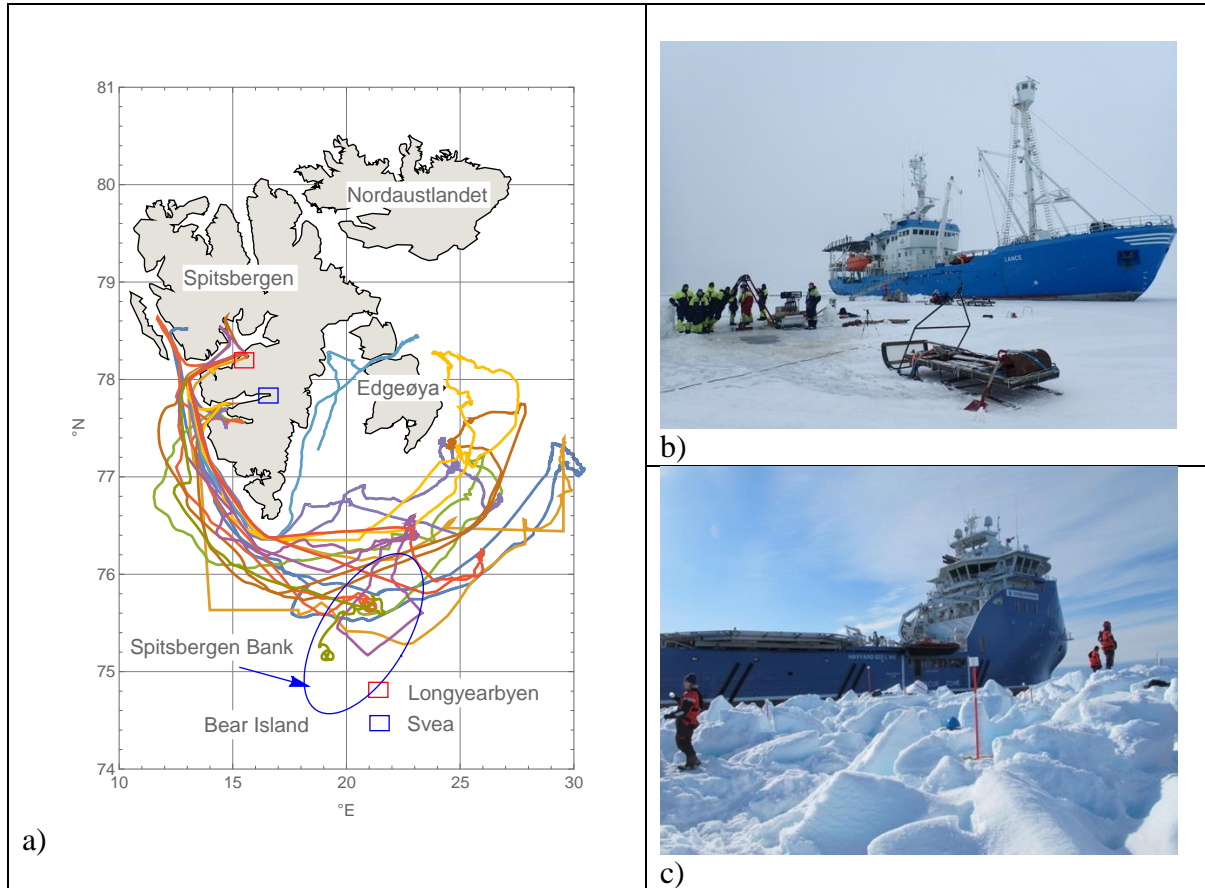 81
80
79
78
77
76
75
74
°N
10
15
20
25
30
°E
Nordaustlandet
Spitsbergen
Edgeøya
Spitsbergen Bank
Bear Island
Longyearbyen
Svea
a)
LANCE
b)
c)